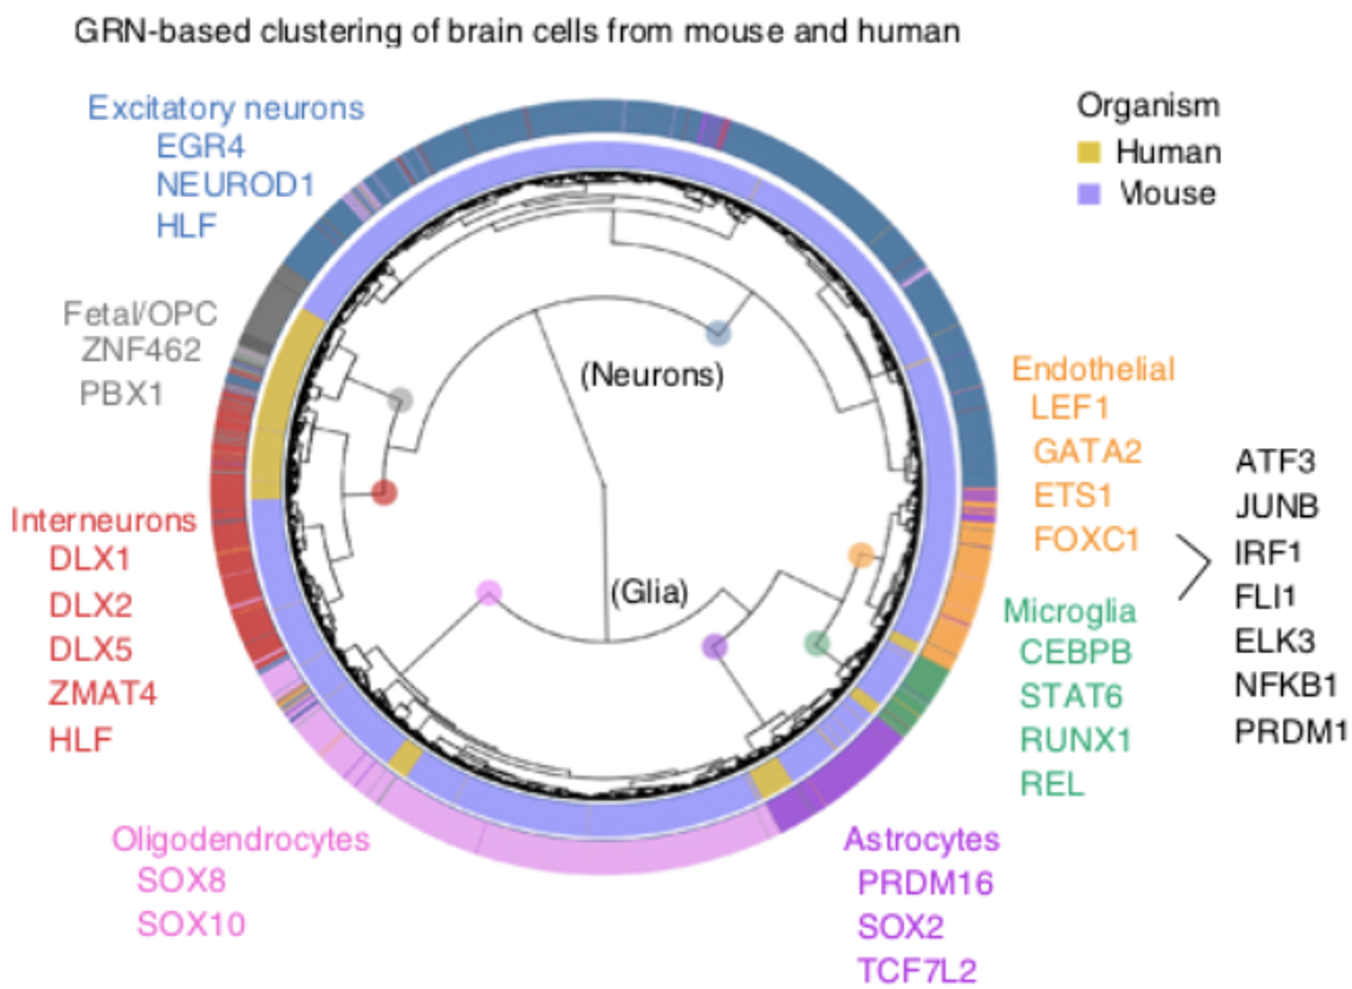 GRN-based clustering of brain cells from mouse and human
Excitatory neurons
EGR4
NEUROD1
HLF
Organism
Human
Mouse
Fetal/OPC
ZNF462
PBX1
(Neurons)
Endothelial
LEF1
GATA2
ETS1
FOXC1
ATF3
JUNB
IRF1
FLI1
ELK3
NFKB1
PRDM1
Interneurons
DLX1
DLX2
DLX5
ZMAT4
HLF
(Glia)
Microglia
CEBPB
STAT6
RUNX1
REL
Oligodendrocytes
SOX8
SOX10
Astrocytes
PRDM16
SOX2
TCF7L2